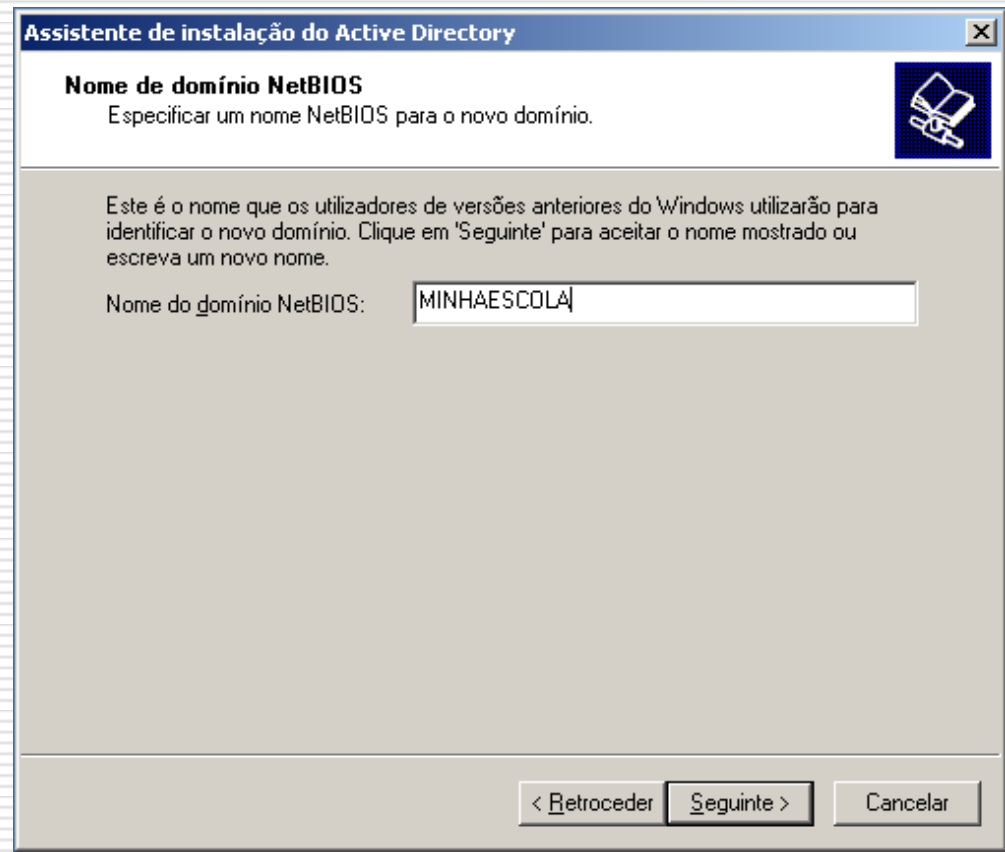 Assistente de instalação do Active Directory
Nome de domínio NetBIOS
Especificar um nome NetBIOS para o novo domínio.
Este é o nome que os utilizadores de versões anteriores do Windows utilizarão para
identificar o novo domínio. Clique em 'Seguinte' para aceitar o nome mostrado ou
escreva um novo nome.
Nome do domínio NetBIOS: MINHAESCOLA
< Retroceder Seguinte > Cancelar